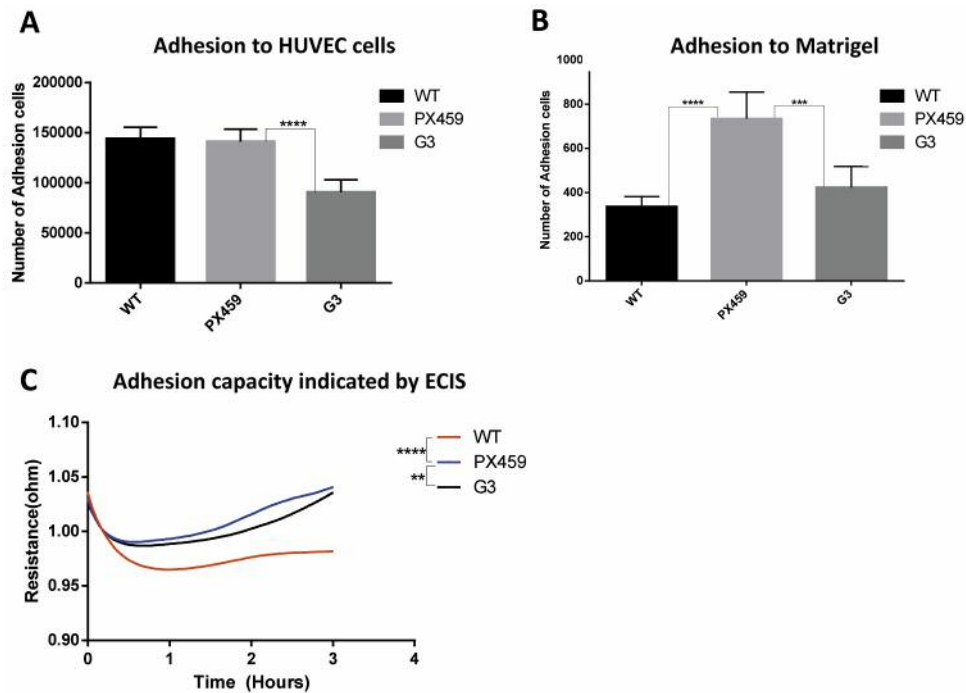 A
Adhesion to HUVEC cells
Number of Adhesion cells
200000
150000
100000
50000
0
****
WT
PX459
G3
WT
PX459
G3
B
Adhesion to Matrigel
Number of Adhesion cells
1000
800
600
400
200
0
****
***
WT
PX459
G3
WT
PX459
G3
C
Adhesion capacity indicated by ECIS
Resistance(ohm)
1.10
1.05
1.00
0.95
0.90
0
1
2
3
4
Time (Hours)
****
**
WT
PX459
G3